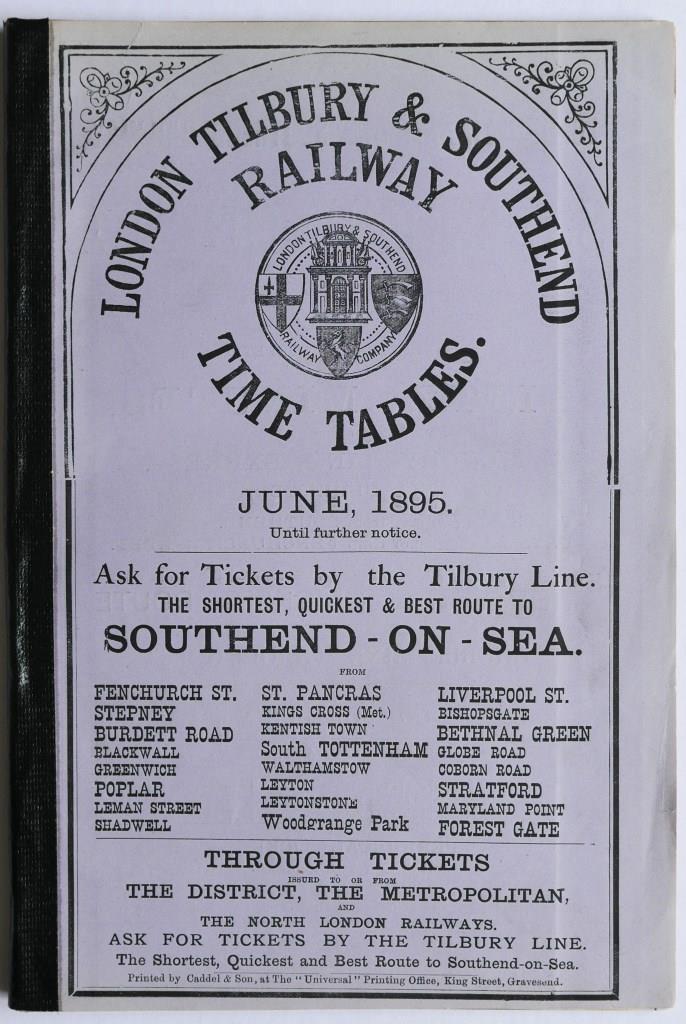 LONDON TILBURY & SOUTHEND
RAILWAY
LONDON TILBURY & SOUTHEND
RAILWAY COMPANY
TIME TABLES.
JUNE, 1895.
Until further notice.
Ask for Tickets by the Tilbury Line.
THE SHORTEST, QUICKEST & BEST ROUTE TO
SOUTHEND-ON-SEA.
FROM
FENCHURCH ST.
STEPNEY
BURDETT ROAD
BLACKWALL
GREENWICH
POPLAR
LEMAN STREET
SHADWELL
ST. PANCRAS
KINGS CROSS (Met.)
KENTISH TOWN
South TOTTENHAM
WALTHAMSTOW
LEYTON
LEYTONSTONE
Woodgrange Park
LIVERPOOL ST.
BISHOPSGATE
BETHNAL GREEN
GLOBE ROAD
COBORN ROAD
STRATFORD
MARYLAND POINT
FOREST GATE
THROUGH TICKETS
ISSUED TO OR FROM
THE DISTRICT, THE METROPOLITAN,
AND
THE NORTH LONDON RAILWAYS.
ASK FOR TICKETS BY THE TILBURY LINE.
The Shortest, Quickest and Best Route to Southend-on-Sea.
Printed by Caddel & Son, at The "Universal" Printing Office, King Street, Gravesend.